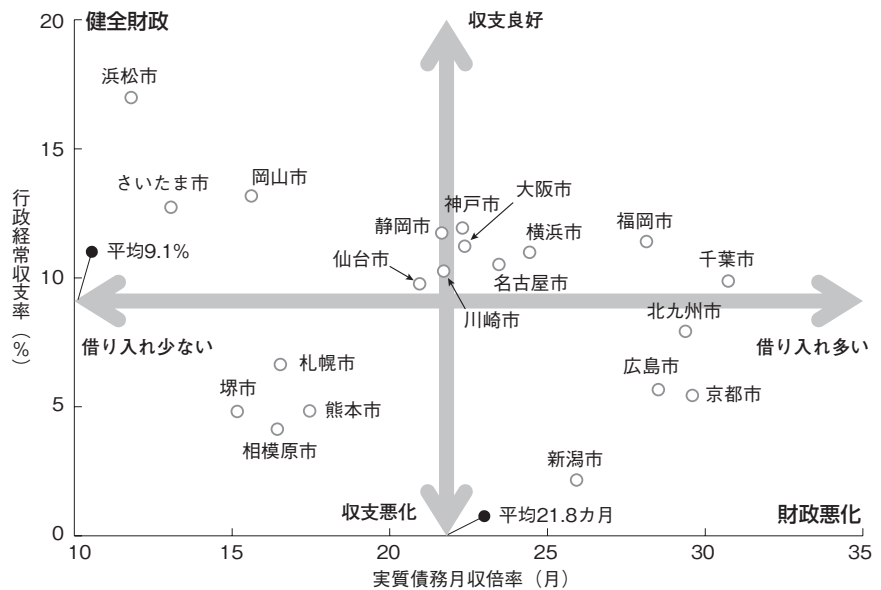 20
健全財政
収支良好
浜松市
15
さいたま市
岡山市
大阪市
神戸市
静岡市
横浜市
福岡市
平均9.1%
仙台市
名古屋市
千葉市
10
川崎市
北九州市
借り入れ少ない
借り入れ多い
札幌市
広島市
堺市
京都市
5
熊本市
相模原市
新潟市
収支悪化
平均21.8カ月
財政悪化
0
10
15
20
25
30
35
実質債務月収倍率（月）
行政経常収支率（%）